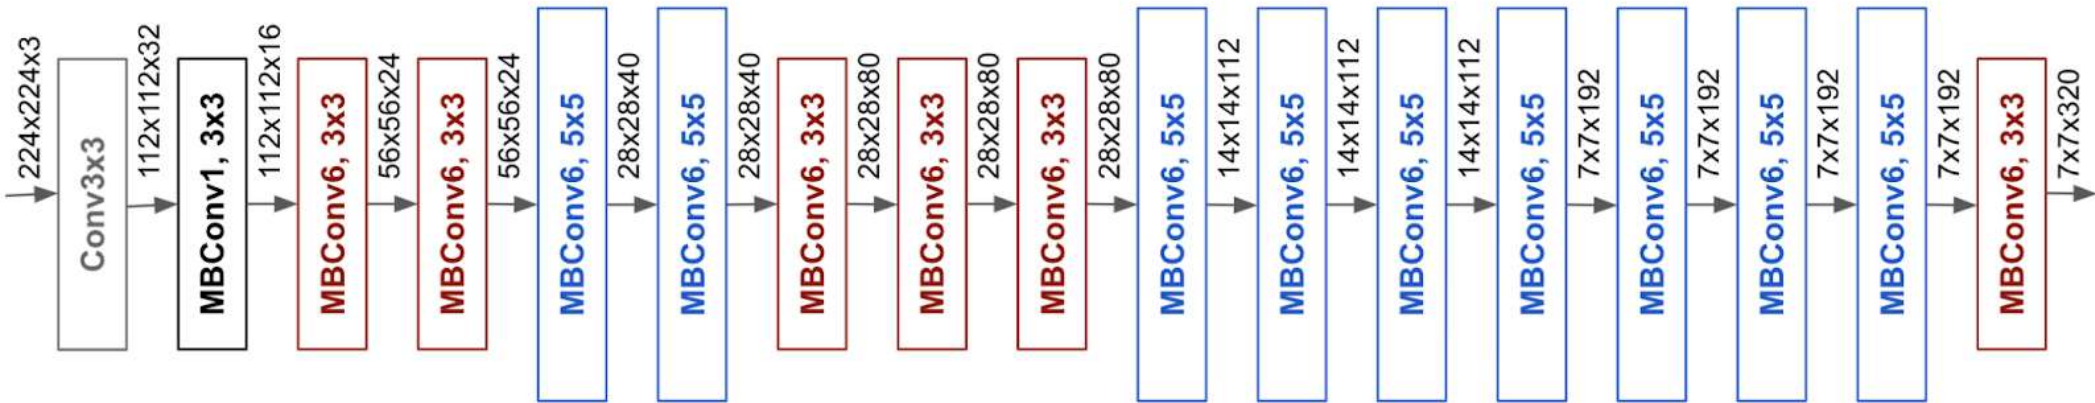 224x224x3
Conv3x3
112x112x32
MBConv1, 3x3
112x112x16
MBConv6, 3x3
56x56x24
MBConv6, 3x3
56x56x24
MBConv6, 5x5
28x28x40
MBConv6, 5x5
28x28x40
MBConv6, 3x3
28x28x80
MBConv6, 3x3
28x28x80
MBConv6, 3x3
28x28x80
MBConv6, 5x5
14x14x112
MBConv6, 5x5
14x14x112
MBConv6, 5x5
14x14x112
MBConv6, 5x5
7x7x192
MBConv6, 5x5
7x7x192
MBConv6, 5x5
7x7x192
MBConv6, 5x5
7x7x192
MBConv6, 3x3
7x7x320